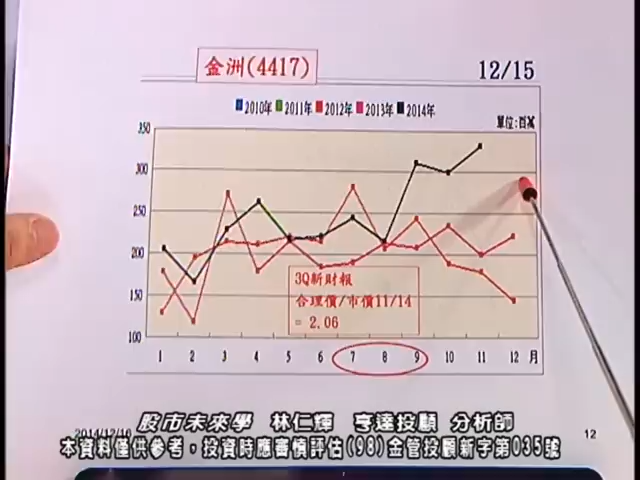 金洲(4417)
12/15
2010年 2011年 2012年 2013年 2014年
單位:百萬
350
300
250
200
150
100
1 2 3 4 5 6 7 8 9 10 11 12 月
3Q新財報
合理價/市價11/14
= 2.06
2014/12/16
12
股市未來學 林仁輝 亨達投顧 分析師
本資料僅供參考，投資時應審慎評估(98)金管投顧新字第035號